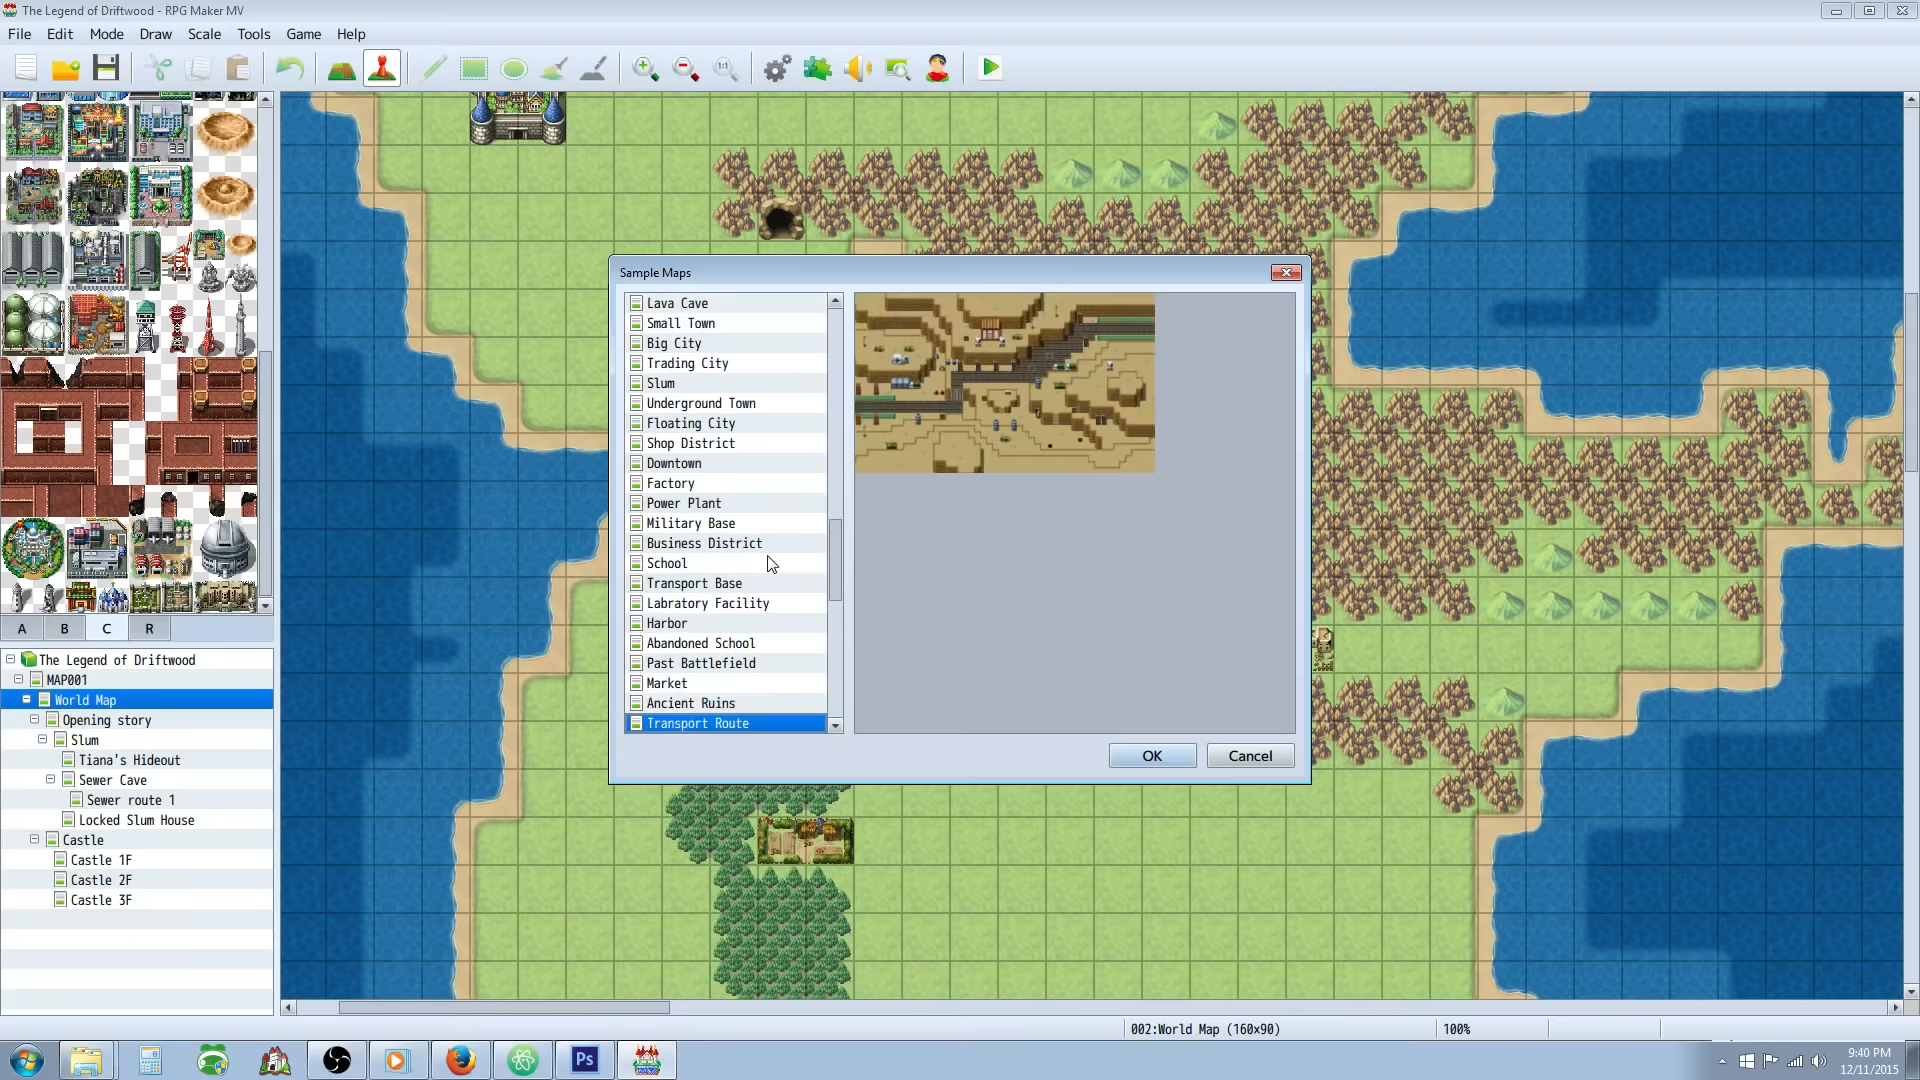 The Legend of Driftwood - RPG Maker MV
File Edit Mode Draw Scale Tools Game Help
1:1
Sample Maps
Lava Cave
Small Town
Big City
Trading City
Slum
Underground Town
Floating City
Shop District
Downtown
Factory
Power Plant
Military Base
Business District
School
Transport Base
Labratory Facility
Harbor
Abandoned School
Past Battlefield
Market
Ancient Ruins
Transport Route
OK Cancel
A B C R
The Legend of Driftwood
MAP001
World Map
Opening story
Slum
Tiana's Hideout
Sewer Cave
Sewer route 1
Locked Slum House
Castle
Castle 1F
Castle 2F
Castle 3F
002:World Map (160x90) 100%
Ps
9:40 PM
12/11/2015